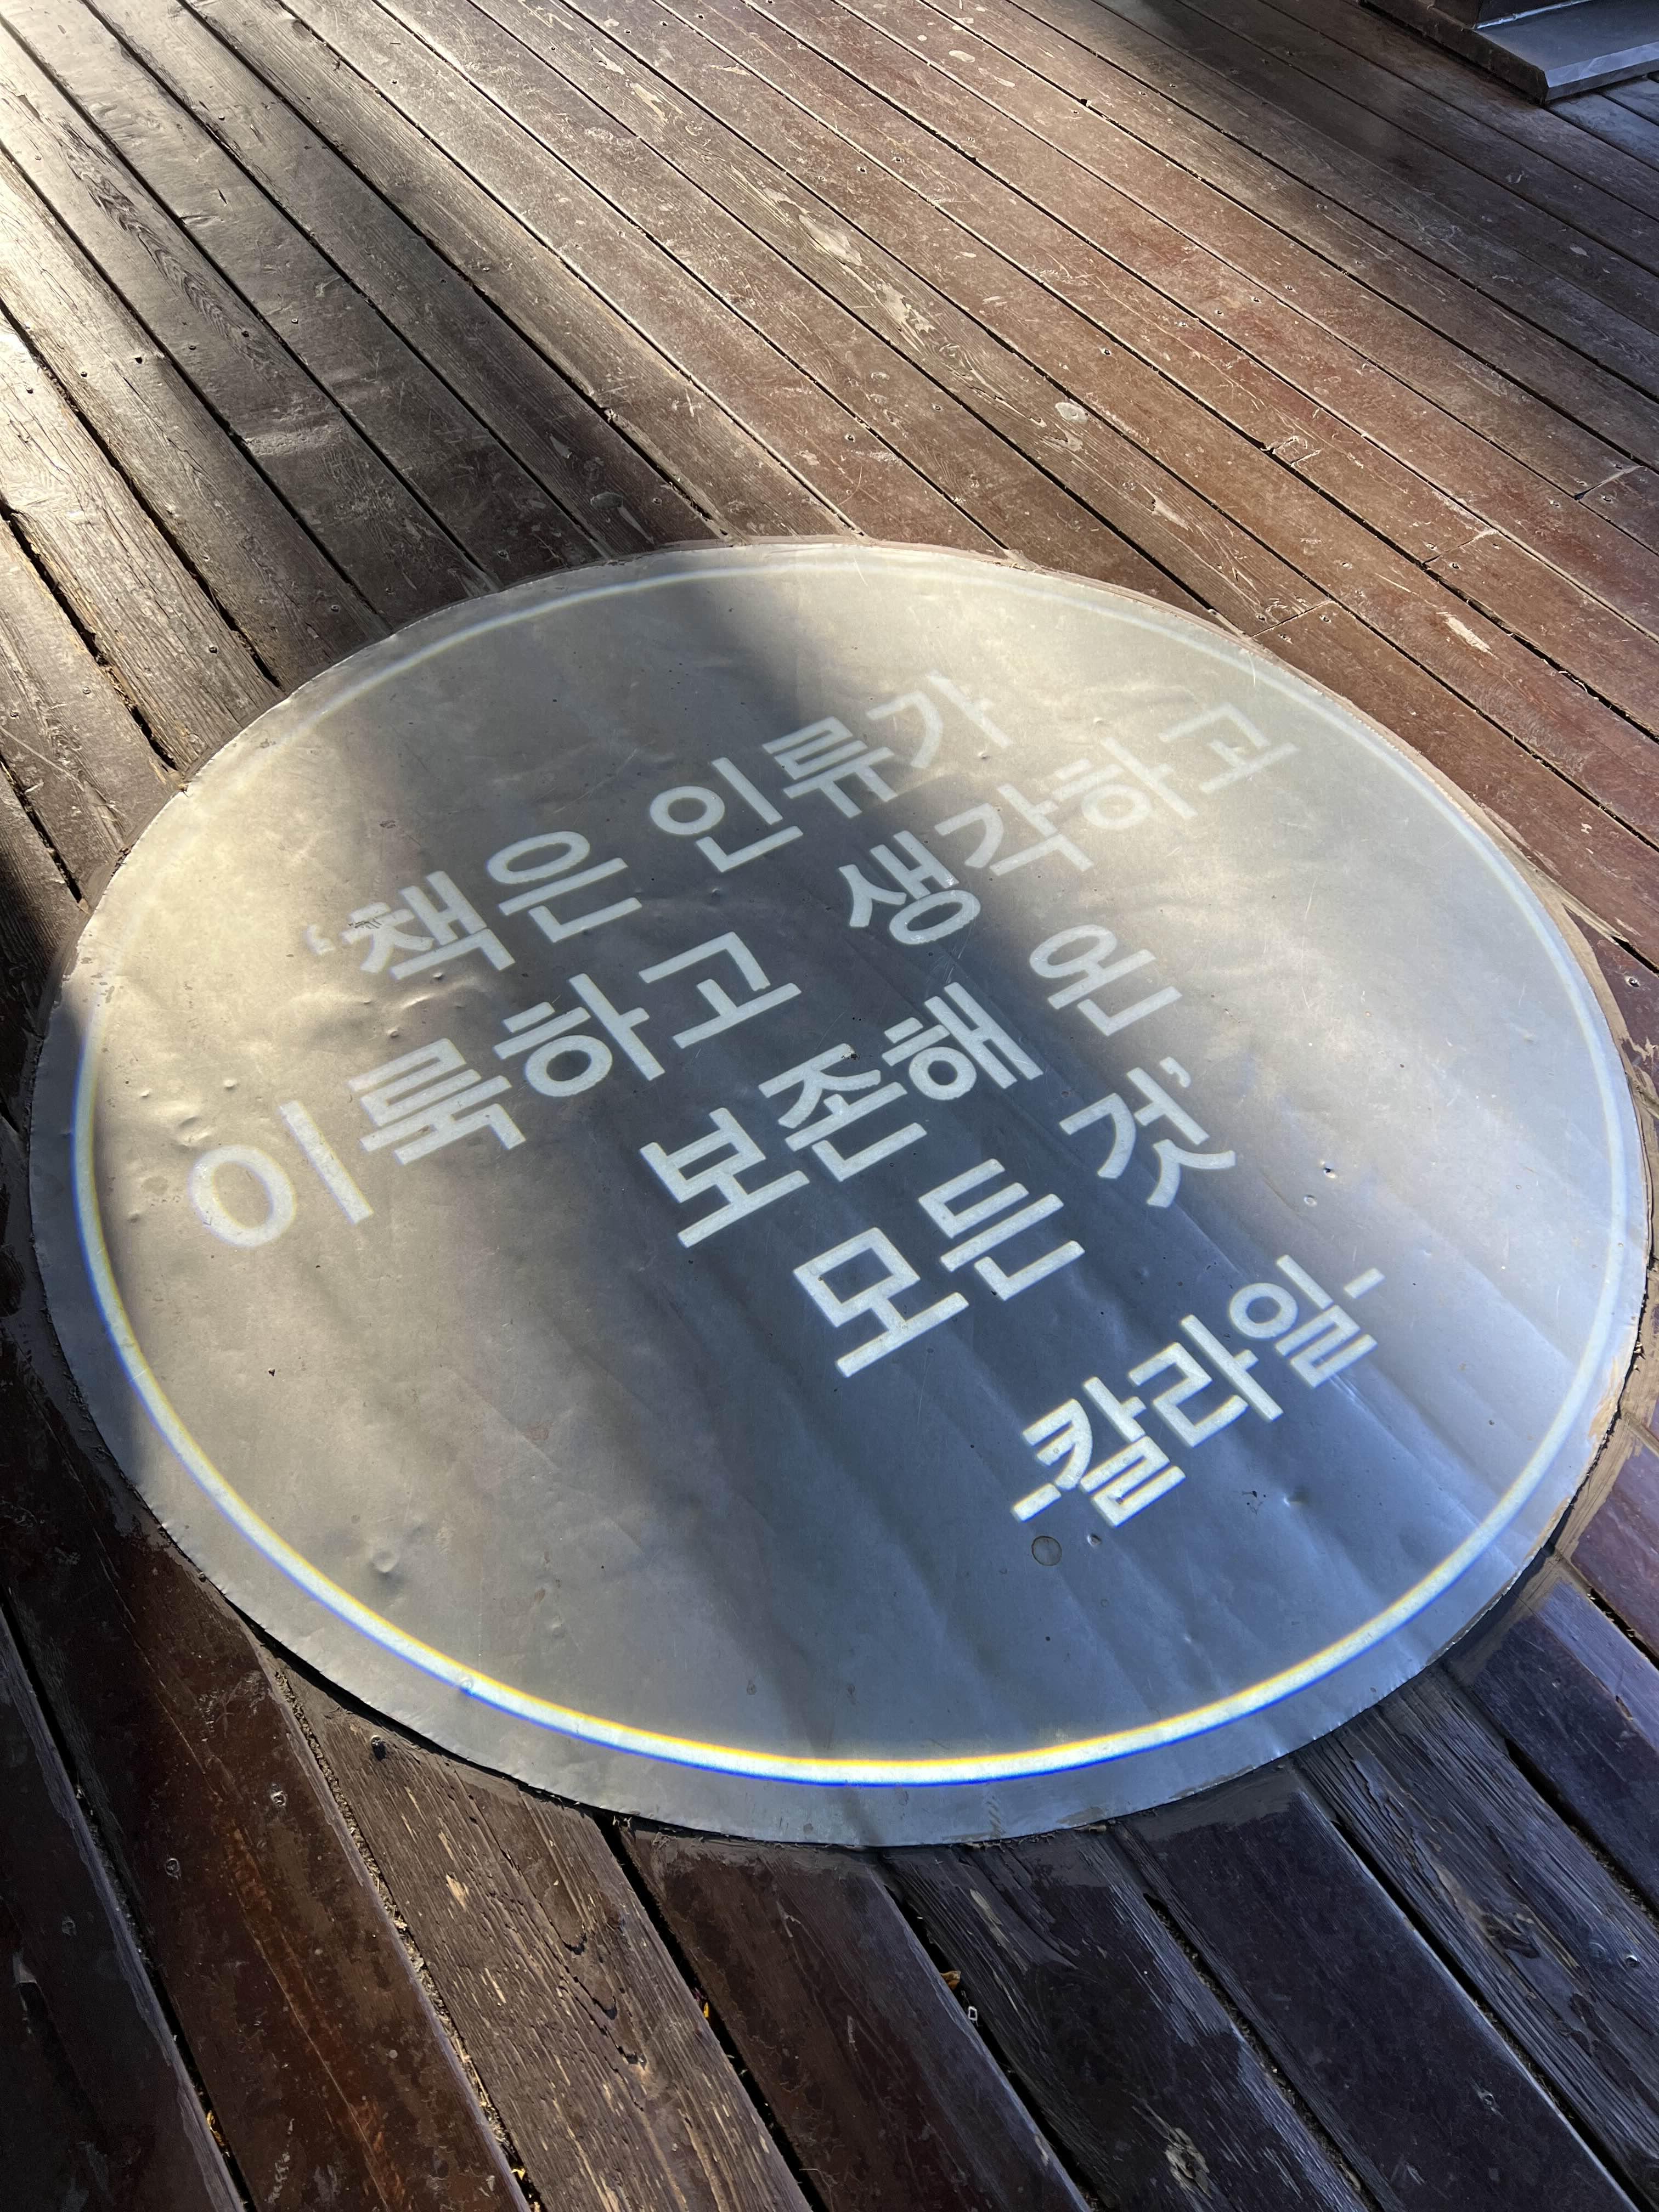 ‘책은 인류가
이룩하고 생각하고
보존해 온
모든 것’
-칼라일-